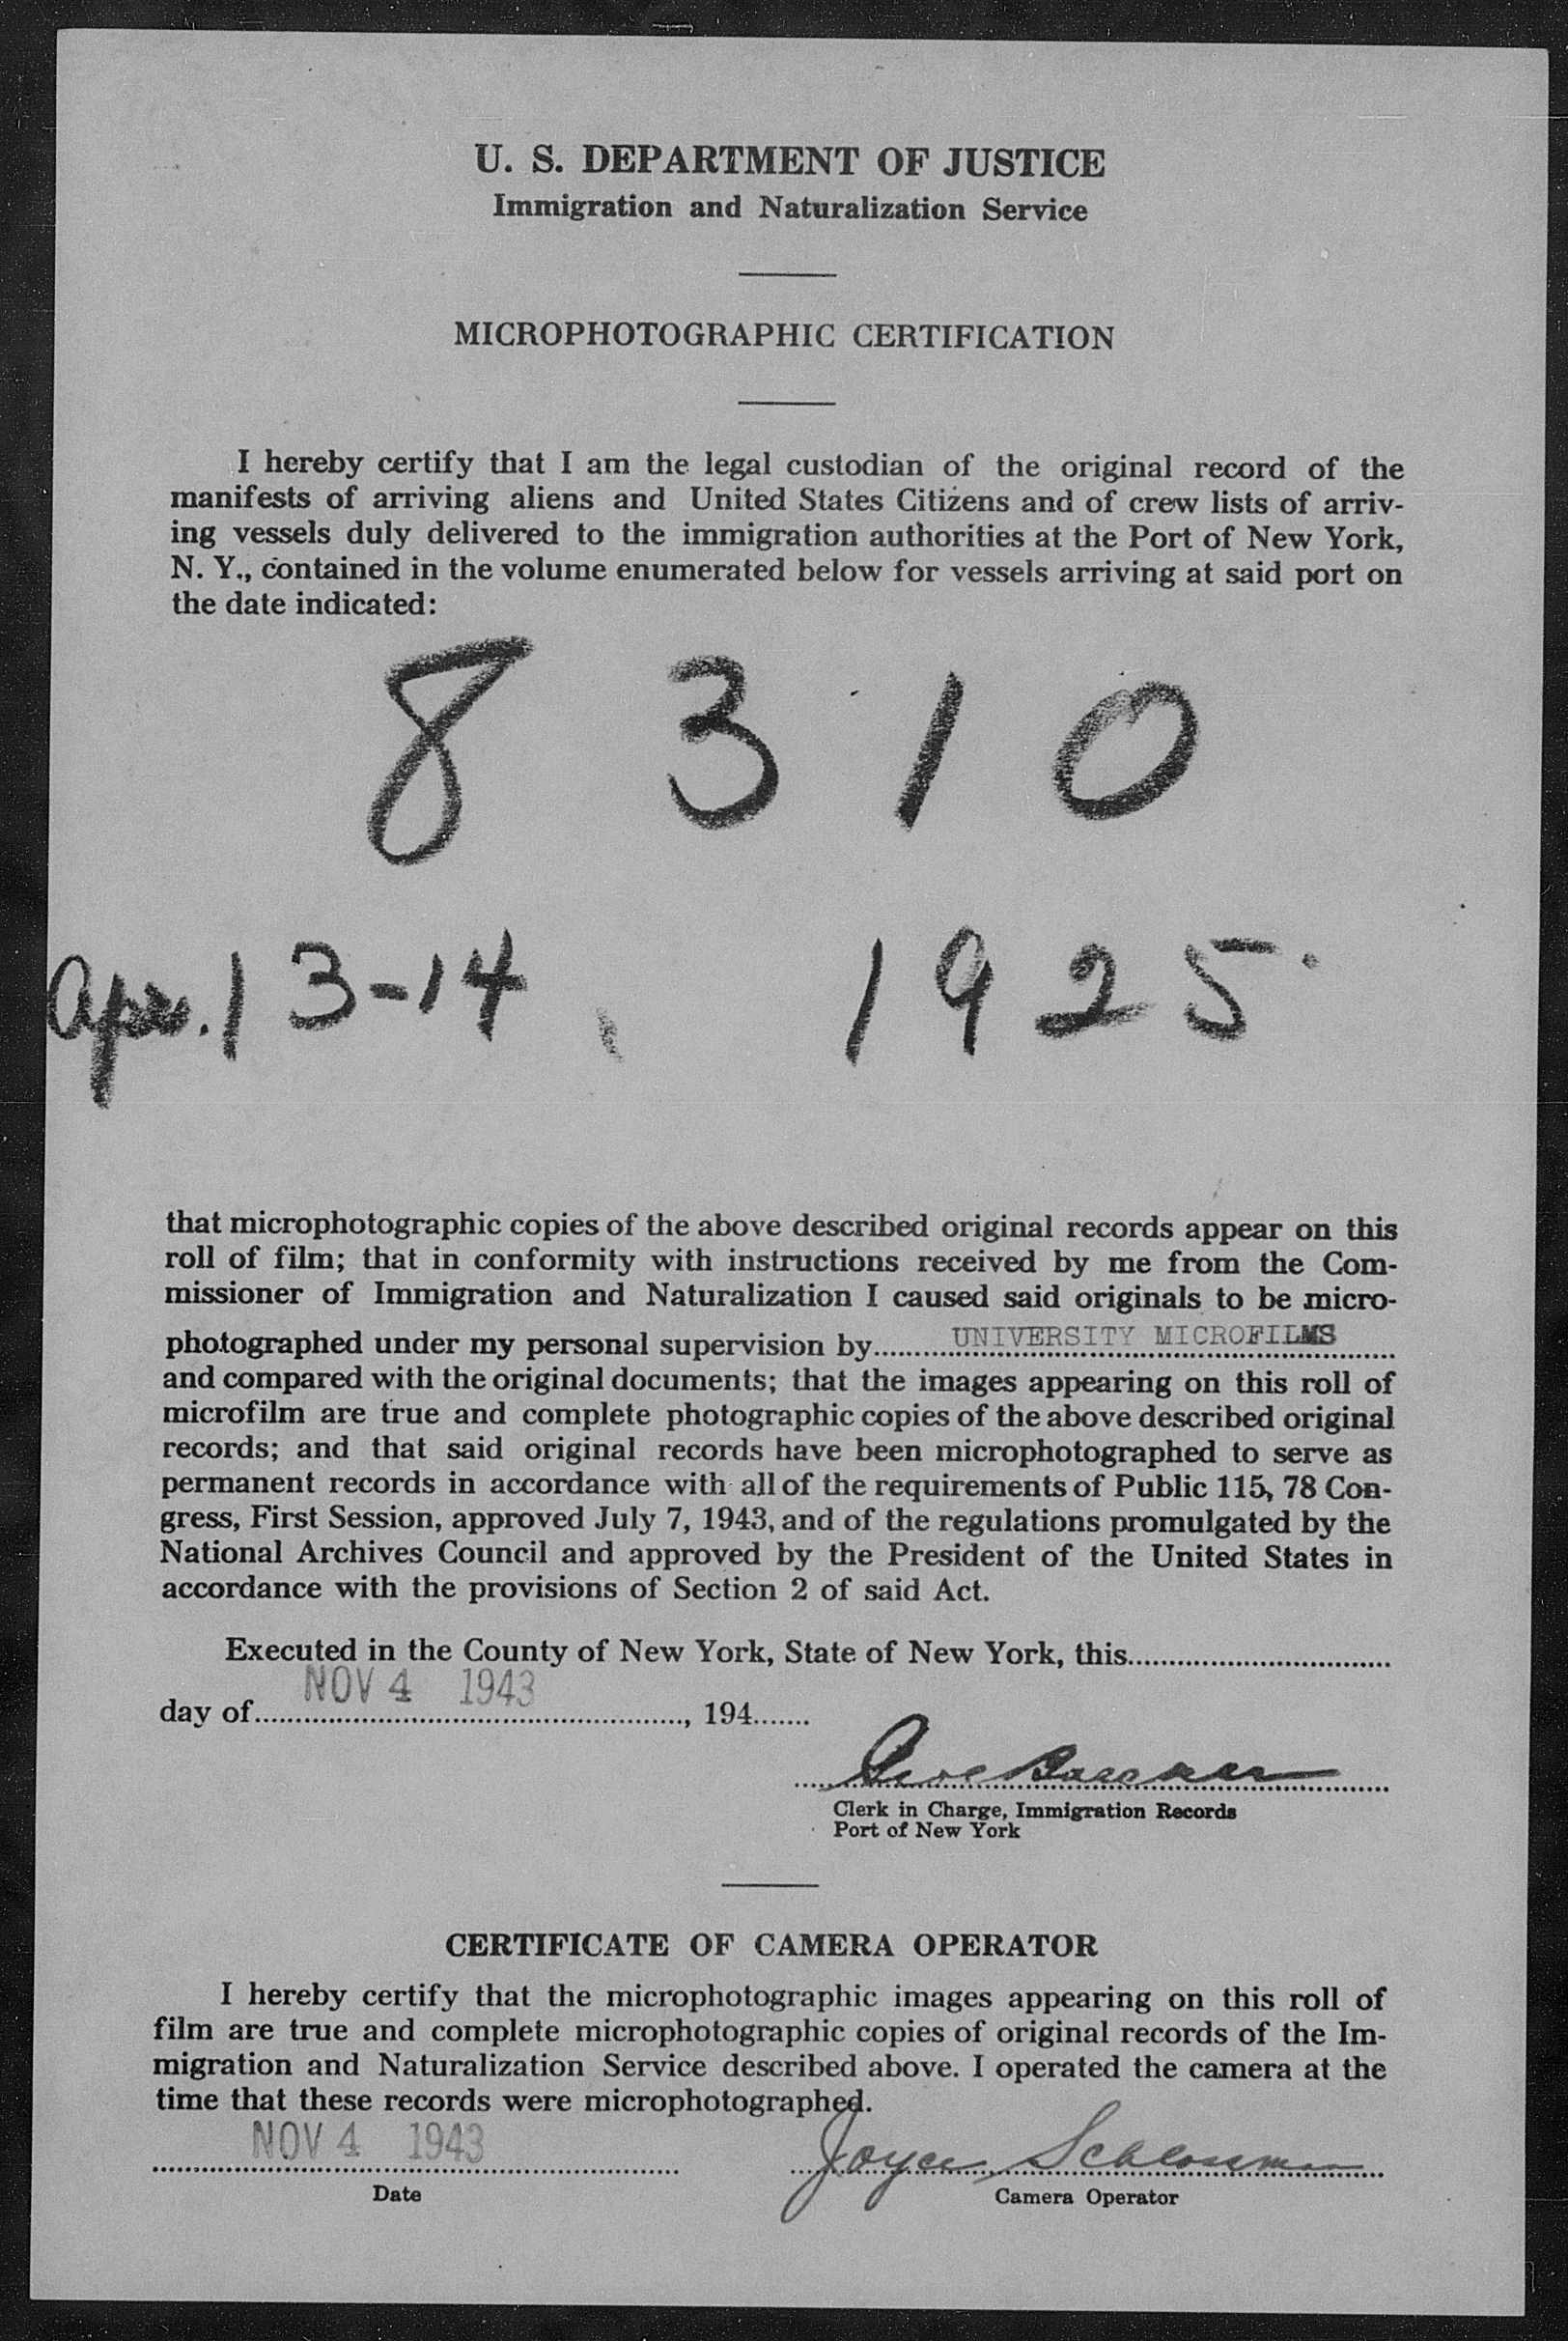 U. S. DEPARTMENT OF JUSTICE
Immigration and Naturalization Service
MICROPHOTOGRAPHIC CERTIFICATION
I hereby certify that I am the legal custodian of the original record of the
manifests of arriving aliens and United States Citizens and of crew lists of arriv-
ing vessels duly delivered to the immigration authorities at the Port of New York,
N. Y., contained in the volume enumerated below for vessels arriving at said port on
the date indicated:
8310
Apr. 13-14, 1925.
that microphotographic copies of the above described original records appear on this
roll of film; that in conformity with instructions received by me from the Com-
missioner of Immigration and Naturalization I caused said originals to be micro-
photographed under my personal supervision by UNIVERSITY MICROFILMS
and compared with the original documents; that the images appearing on this roll of
microfilm are true and complete photographic copies of the above described original
records; and that said original records have been microphotographed to serve as
permanent records in accordance with all of the requirements of Public 115, 78 Con-
gress, First Session, approved July 7, 1943, and of the regulations promulgated by the
National Archives Council and approved by the President of the United States in
accordance with the provisions of Section 2 of said Act.
Executed in the County of New York, State of New York, this
NOV 4 1943
day of , 194
Clerk in Charge, Immigration Records
Port of New York
CERTIFICATE OF CAMERA OPERATOR
I hereby certify that the microphotographic images appearing on this roll of
film are true and complete microphotographic copies of original records of the Im-
migration and Naturalization Service described above. I operated the camera at the
time that these records were microphotographed.
NOV 4 1943 Joyce
Date Camera Operator